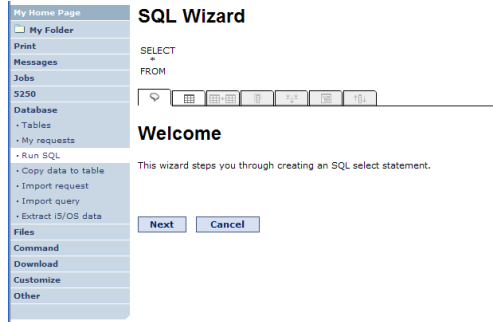 My Home Page
My Folder
Print
Messages
Jobs
5250
Database
• Tables
• My requests
• Run SQL
• Copy data to table
• Import request
• Import query
• Extract i5/OS data
Files
Command
Download
Customize
Other
SQL Wizard
SELECT
*
FROM
Welcome
This wizard steps you through creating an SQL select statement.
Next Cancel